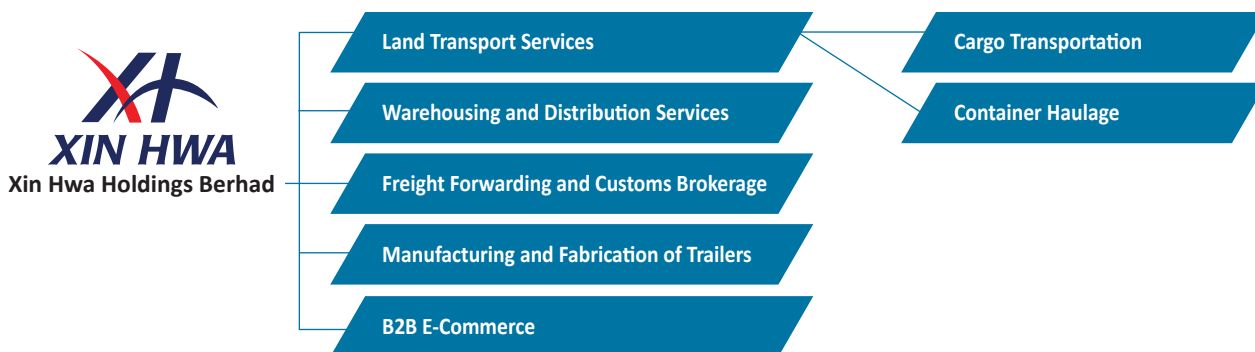 XH
XIN HWA
Xin Hwa Holdings Berhad
Land Transport Services
Warehousing and Distribution Services
Freight Forwarding and Customs Brokerage
Manufacturing and Fabrication of Trailers
B2B E-Commerce
Cargo Transportation
Container Haulage